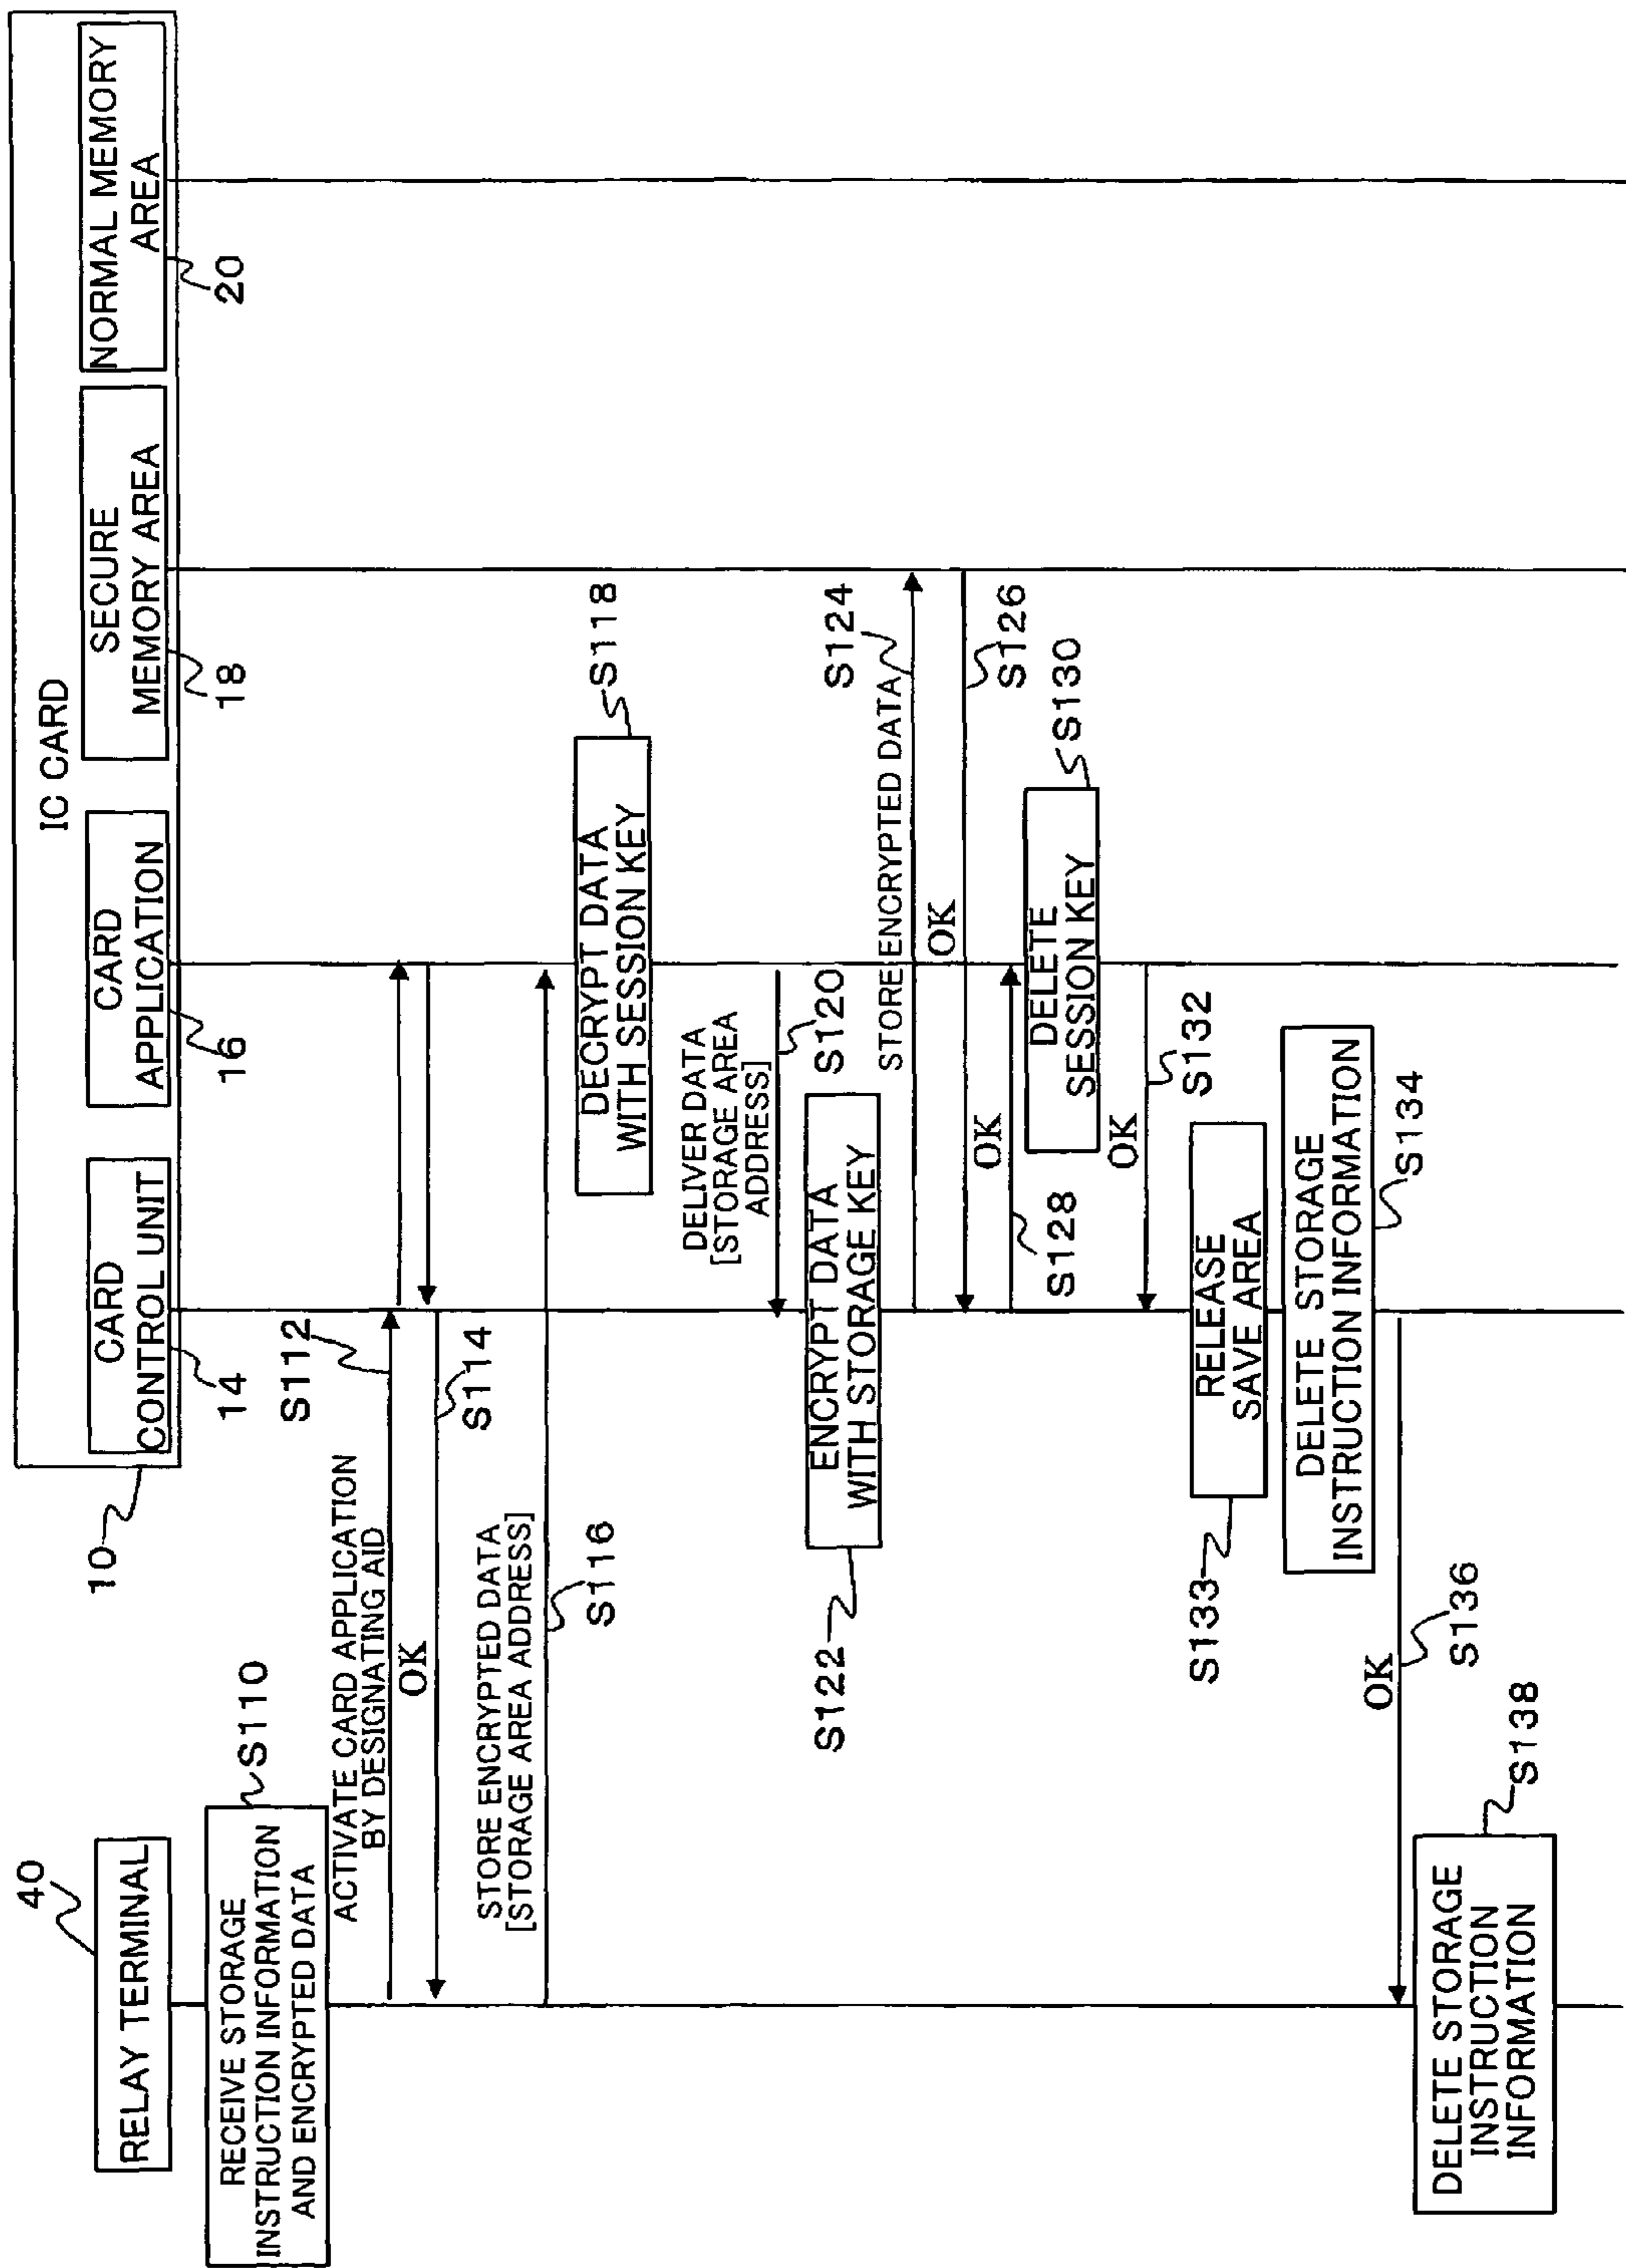 IC CARD
RELAY TERMINAL
40
CARD
CONTROL UNIT
14
10
CARD
APPLICATION
16
SECURE
MEMORY AREA
18
NORMAL MEMORY
AREA
20
RECEIVE STORAGE
INSTRUCTION INFORMATION
AND ENCRYPTED DATA
S110
ACTIVATE CARD APPLICATION
BY DESIGNATING AID
S112
OK
S114
STORE ENCRYPTED DATA
[STORAGE AREA ADDRESS]
S116
DECRYPT DATA
WITH SESSION KEY
S118
DELIVER DATA
[STORAGE AREA
ADDRESS]
S120
ENCRYPT DATA
WITH STORAGE KEY
S122
STORE ENCRYPTED DATA
S124
OK
S126
OK
S128
DELETE
SESSION KEY
S130
OK
S132
RELEASE
SAVE AREA
S133
DELETE STORAGE
INSTRUCTION INFORMATION
S134
OK
S136
DELETE STORAGE
INSTRUCTION
INFORMATION
S138